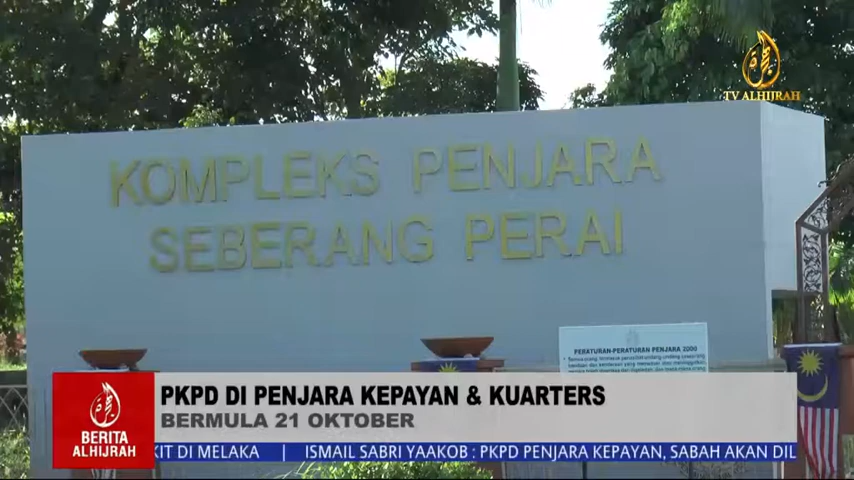 TV ALHIJRAH
KOMPLEKS PENJARA
SEBERANG PERAI
PERATURAN-PERATURAN PENJARA 2000
PKPD DI PENJARA KEPAYAN & KUARTERS
BERMULA 21 OKTOBER
BERITA
ALHIJRAH
KIT DI MELAKA | ISMAIL SABRI YAAKOB : PKPD PENJARA KEPAYAN, SABAH AKAN DIL